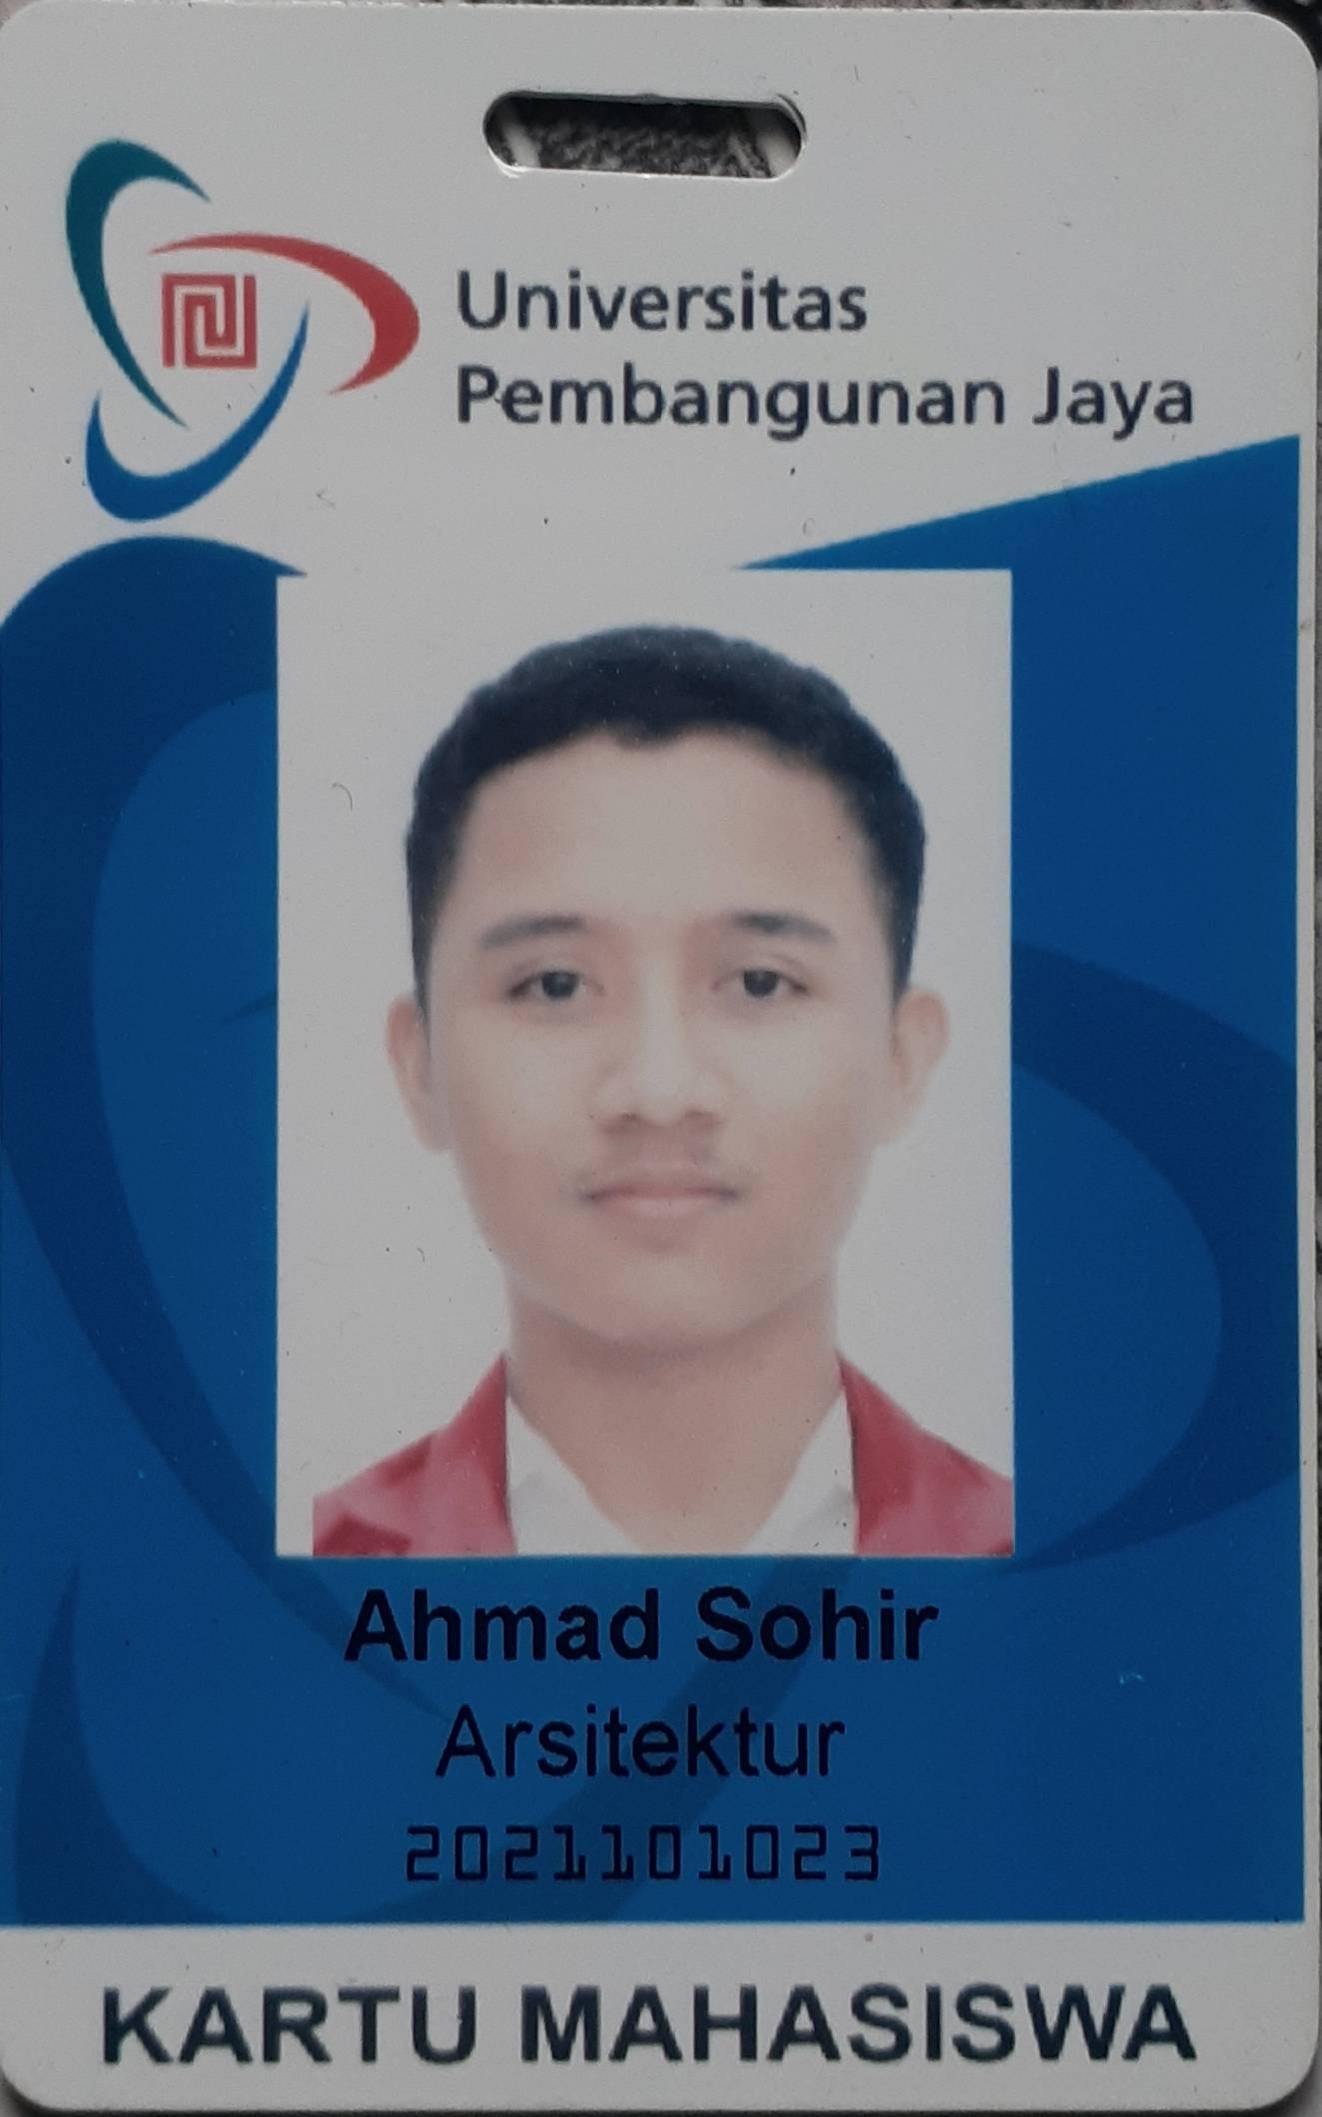 Universitas
Pembangunan Jaya
Ahmad Sohir
Arsitektur
2021101023
KARTU MAHASISWA